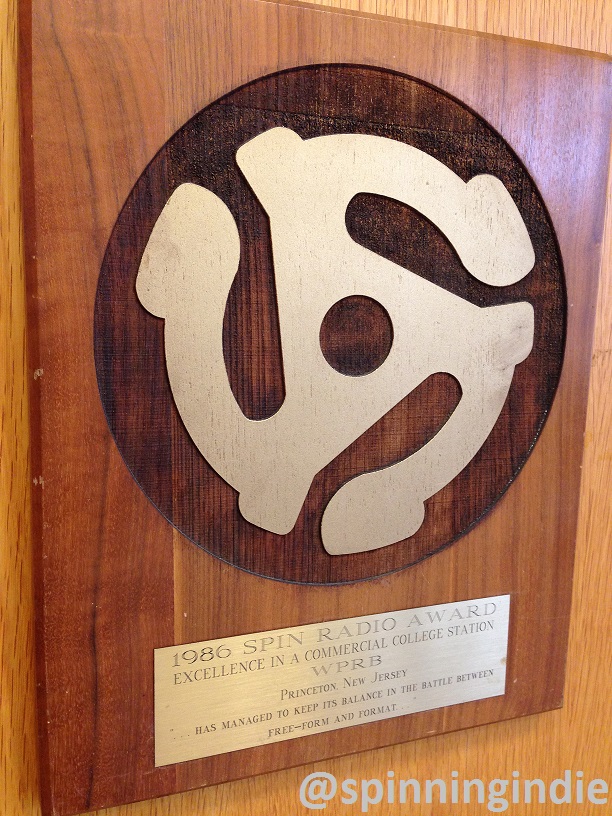 1986 SPIN RADIO AWARD
EXCELLENCE IN A COMMERCIAL COLLEGE STATION
WPRB
PRINCETON, NEW JERSEY
". . . HAS MANAGED TO KEEP ITS BALANCE IN THE BATTLE BETWEEN
FREE-FORM AND FORMAT . . ."
@spinningindie